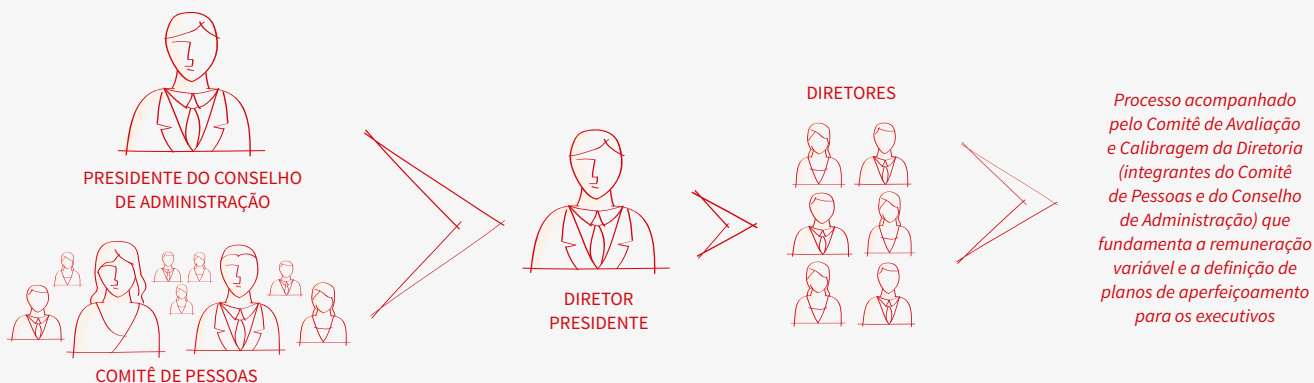 PRESIDENTE DO CONSELHO
DE ADMINISTRAÇÃO
COMITÊ DE PESSOAS
DIRETOR
PRESIDENTE
DIRETORES
Processo acompanhado
pelo Comitê de Avaliação
e Calibragem da Diretoria
(integrantes do Comitê
de Pessoas e do Conselho
de Administração) que
fundamenta a remuneração
variável e a definição de
planos de aperfeiçoamento
para os executivos